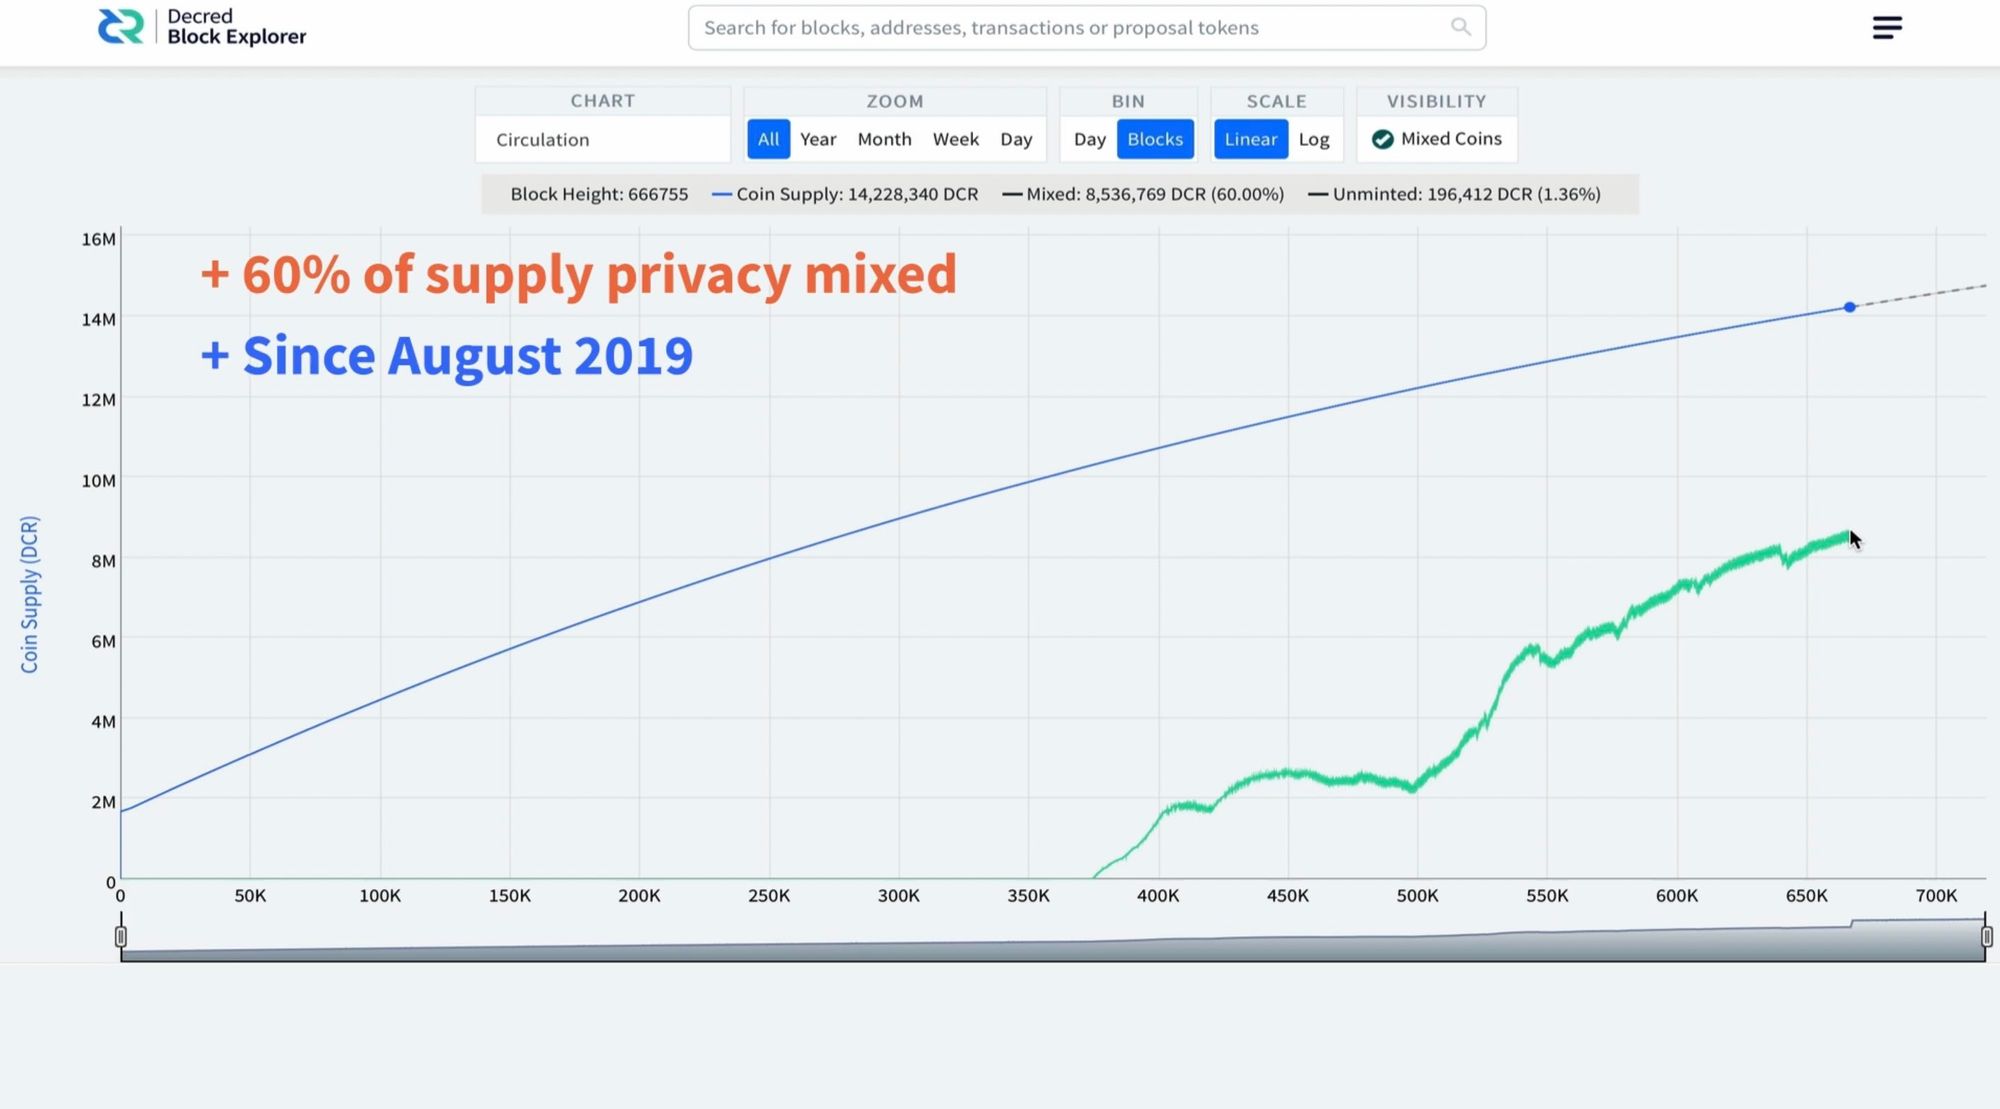 Decred
Block Explorer
Search for blocks, addresses, transactions or proposal tokens
CHART
Circulation
ZOOM
All Year Month Week Day
BIN
Day Blocks
SCALE
Linear Log
VISIBILITY
Mixed Coins
Block Height: 666755 Coin Supply: 14,228,340 DCR Mixed: 8,536,769 DCR (60.00%) Unminted: 196,412 DCR (1.36%)
+ 60% of supply privacy mixed
+ Since August 2019
Coin Supply (DCR)
16M
14M
12M
10M
8M
6M
4M
2M
0
0 50K 100K 150K 200K 250K 300K 350K 400K 450K 500K 550K 600K 650K 700K